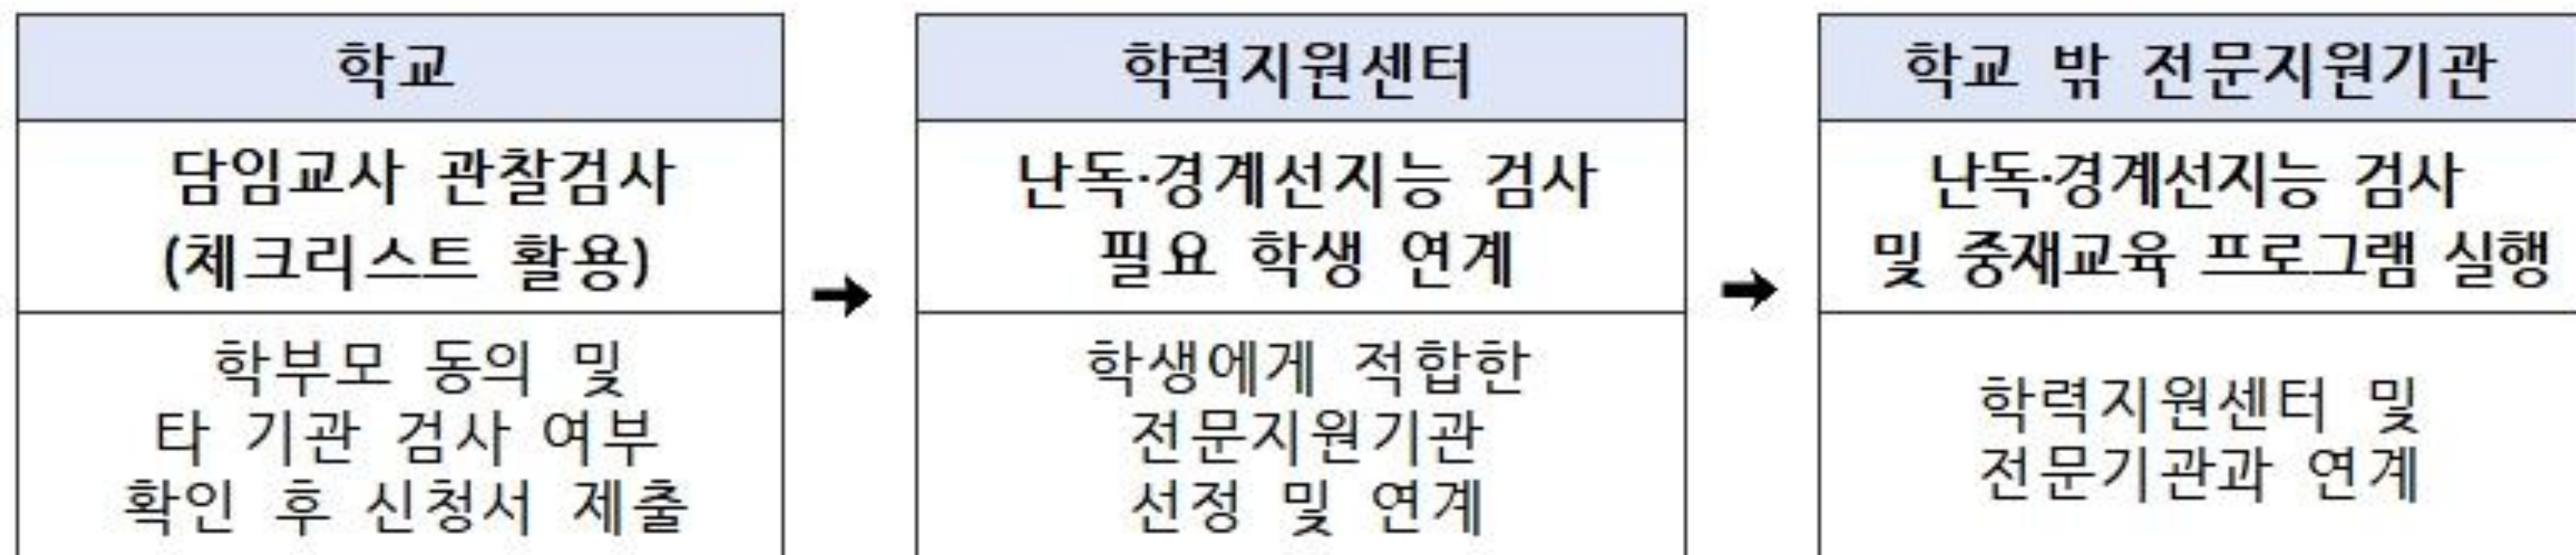 학교
담임교사 관찰검사
(체크리스트 활용)
학부모 동의 및
타 기관 검사 여부
확인 후 신청서 제출
➡
학력지원센터
난독·경계선지능 검사
필요 학생 연계
학생에게 적합한
전문지원기관
선정 및 연계
➡
학교 밖 전문지원기관
난독·경계선지능 검사
및 중재교육 프로그램 실행
학력지원센터 및
전문기관과 연계